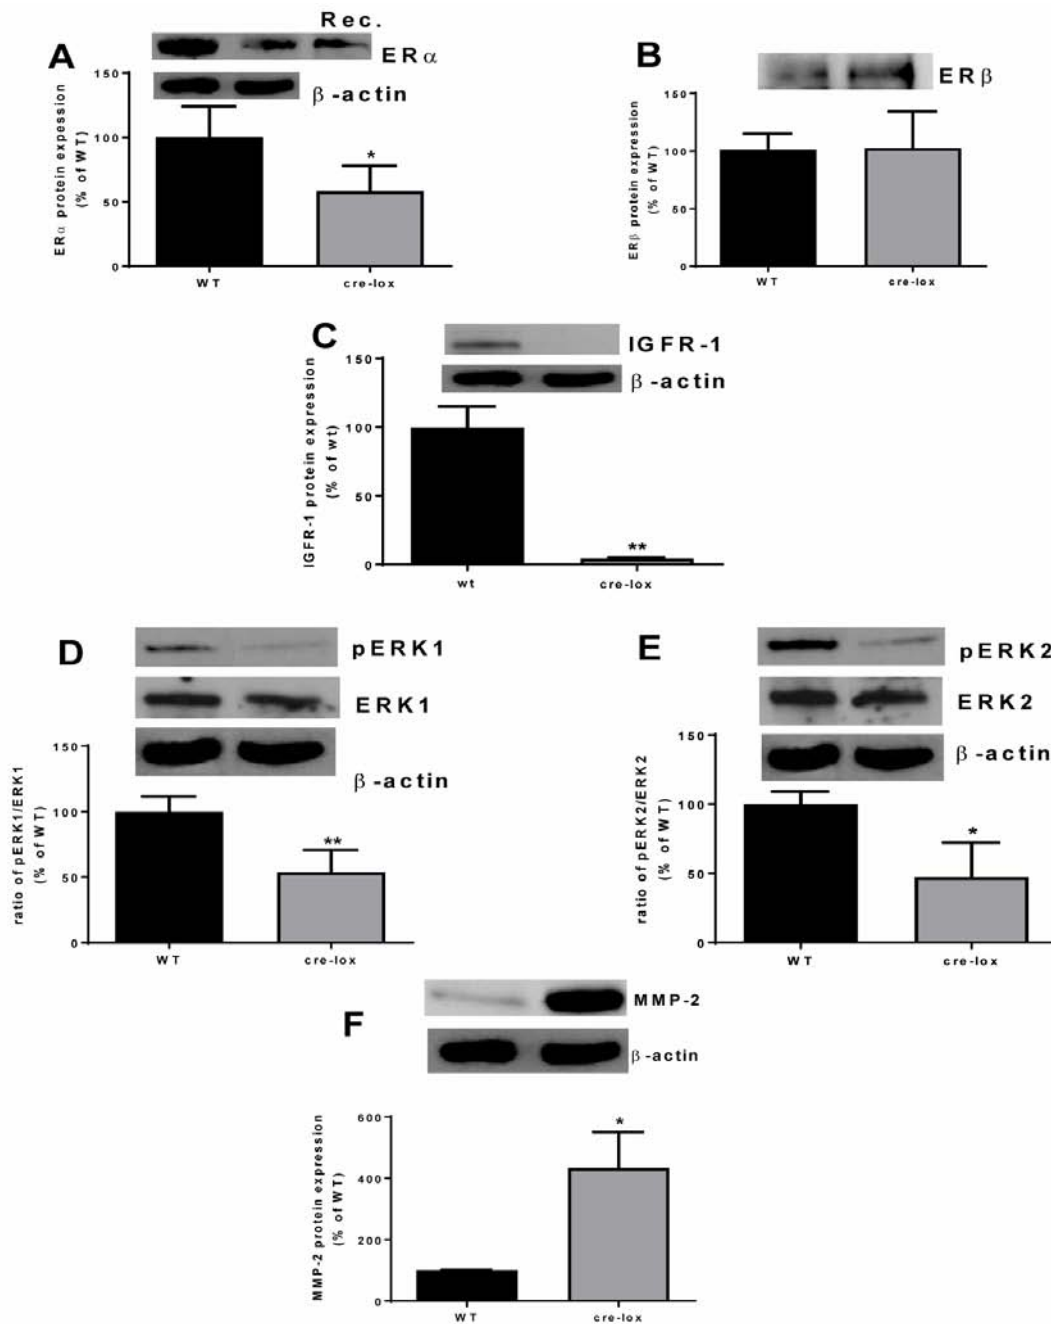 Rec.
A
ERα
β-actin
150
100
50
0
ERα protein expession
(% of WT)
*
WT
cre-lox
B
ERβ
150
100
50
0
ERβ protein expression
(% of WT)
WT
cre-lox
C
IGFR-1
β-actin
150
100
50
0
IGFR-1 protein expression
(% of wt)
**
wt
cre-lox
D
pERK1
ERK1
β-actin
150
100
50
0
ratio of pERK1/ERK1
(% of WT)
**
WT
cre-lox
E
pERK2
ERK2
β-actin
150
100
50
0
ratio of pERK2/ERK2
(% of WT)
*
WT
cre-lox
F
MMP-2
β-actin
600
400
200
0
MMP-2 protein expression
(% of WT)
*
WT
cre-lox